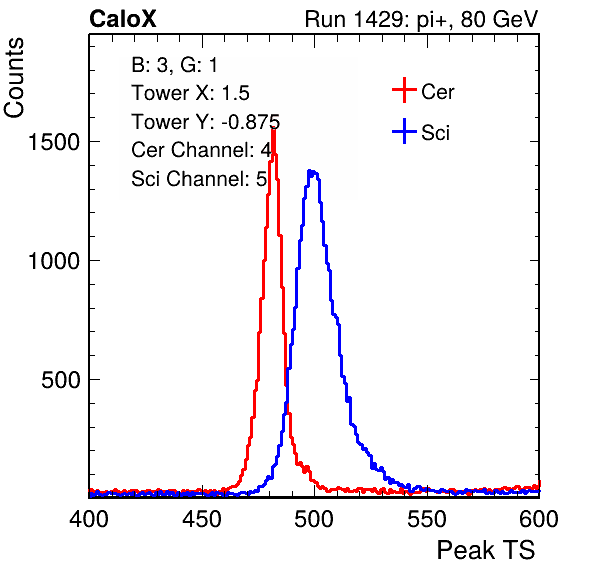 CaloX Run 1429: pi+, 80 GeV
Counts
B: 3, G: 1
Tower X: 1.5
Tower Y: -0.875
Cer Channel: 4
Sci Channel: 5
Cer
Sci
1500
1000
500
400 450 500 550 600
Peak TS